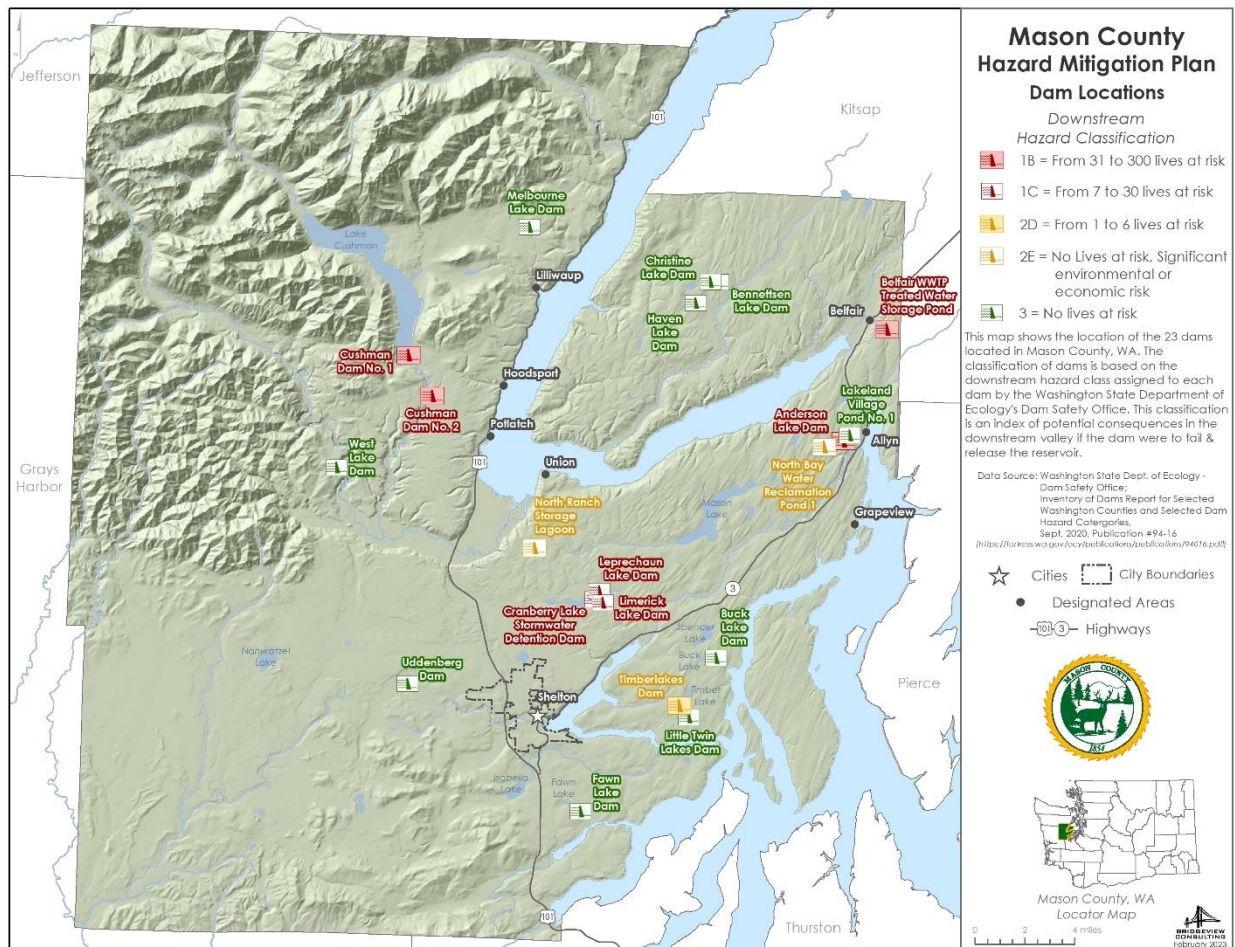 Mason County
Hazard Mitigation Plan
Dam Locations
Downstream
Hazard Classification
1B = From 31 to 300 lives at risk
1C = From 7 to 30 lives at risk
2D = From 1 to 6 lives at risk
2E = No Lives at risk, Significant
environmental or
economic risk
3 = No lives at risk
This map shows the location of the 23 dams
located in Mason County, WA. The
classification of dams is based on the
downstream hazard class assigned to each
dam by the Washington State Department of
Ecology's Dam Safety Office. This classification
is an index of potential consequences in the
downstream valley if the dam were to fail &
release the reservoir.
Data Source: Washington State Dept. of Ecology -
Dam Safety Office;
Inventory of Dams Report for Selected
Washington Counties and Selected Dam
Hazard Catergories,
Sept. 2020, Publication #94-16
Cities
City Boundaries
Designated Areas
101 3 Highways
MASON COUNTY
1854
Mason County, WA
Locator Map
0 2 4 miles
BRIDGEVIEW
CONSULTING
February 2023
Jefferson
Kitsap
101
Melbourne
Lake Dam
Lake
Cushman
Lilliwaup
Christine
Lake Dam
Bennettsen
Lake Dam
Haven
Lake
Dam
Belfair WWTP
Treated Water
Storage Pond
Belfair
Cushman
Dam No. 1
Cushman
Dam No. 2
Hoodsport
Potlatch
Lakeland
Village
Pond No. 1
Anderson
Lake Dam
Allyn
West
Lake
Dam
101
Union
Grays
Harbor
North Bay
Water
Reclamation
Pond 1
North Ranch
Storage
Lagoon
Mason
Lake
Grapeview
Leprechaun
Lake Dam
3
Limerick
Lake Dam
Cranberry Lake
Stormwater
Detention Dam
Buck
Lake
Dam
Spencer
Lake
Buck
Lake
Nahwatzel
Lake
Uddenberg
Dam
Timberlakes
Dam
Timber
Lake
Pierce
Shelton
Little Twin
Lakes Dam
Isabella
Lake
Fawn
Lake
Fawn
Lake
Dam
101
Thurston